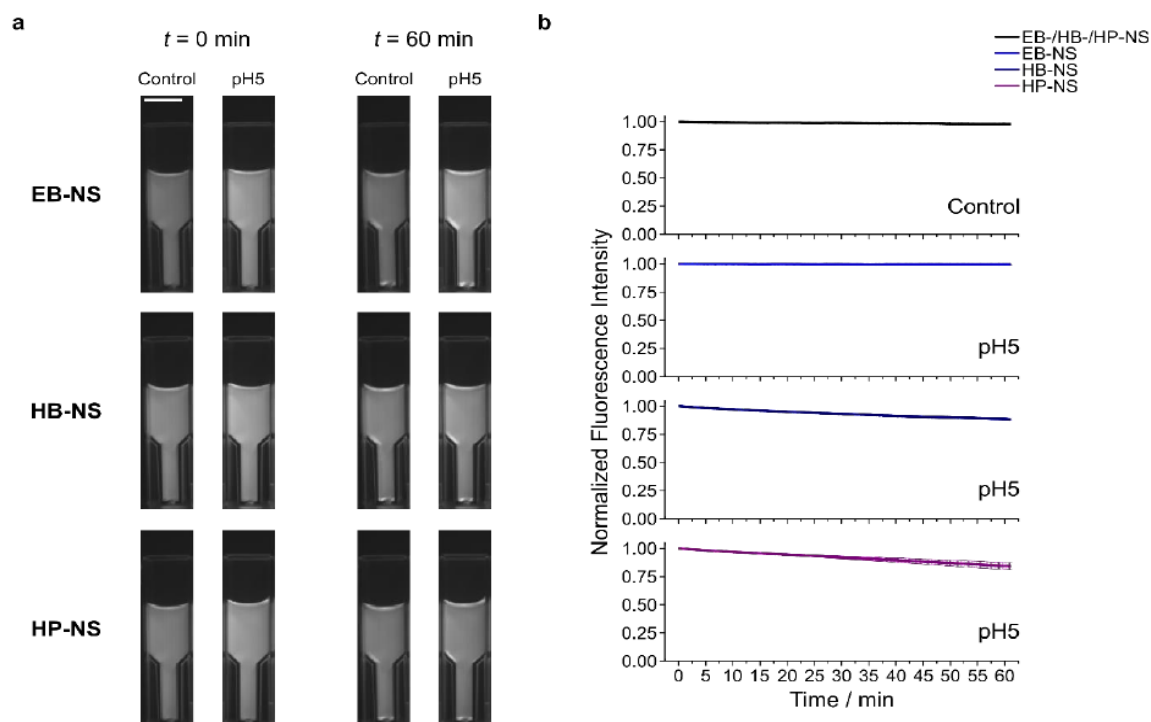 a
t = 0 min
t = 60 min
Control
pH5
Control
pH5
EB-NS
HB-NS
HP-NS
b
EB-/HB-/HP-NS
EB-NS
HB-NS
HP-NS
Normalized Fluorescence Intensity
1.00
0.75
0.50
0.25
0.00
Control
1.00
0.75
0.50
0.25
0.00
pH5
1.00
0.75
0.50
0.25
0.00
pH5
1.00
0.75
0.50
0.25
0.00
pH5
0 5 10 15 20 25 30 35 40 45 50 55 60
Time / min